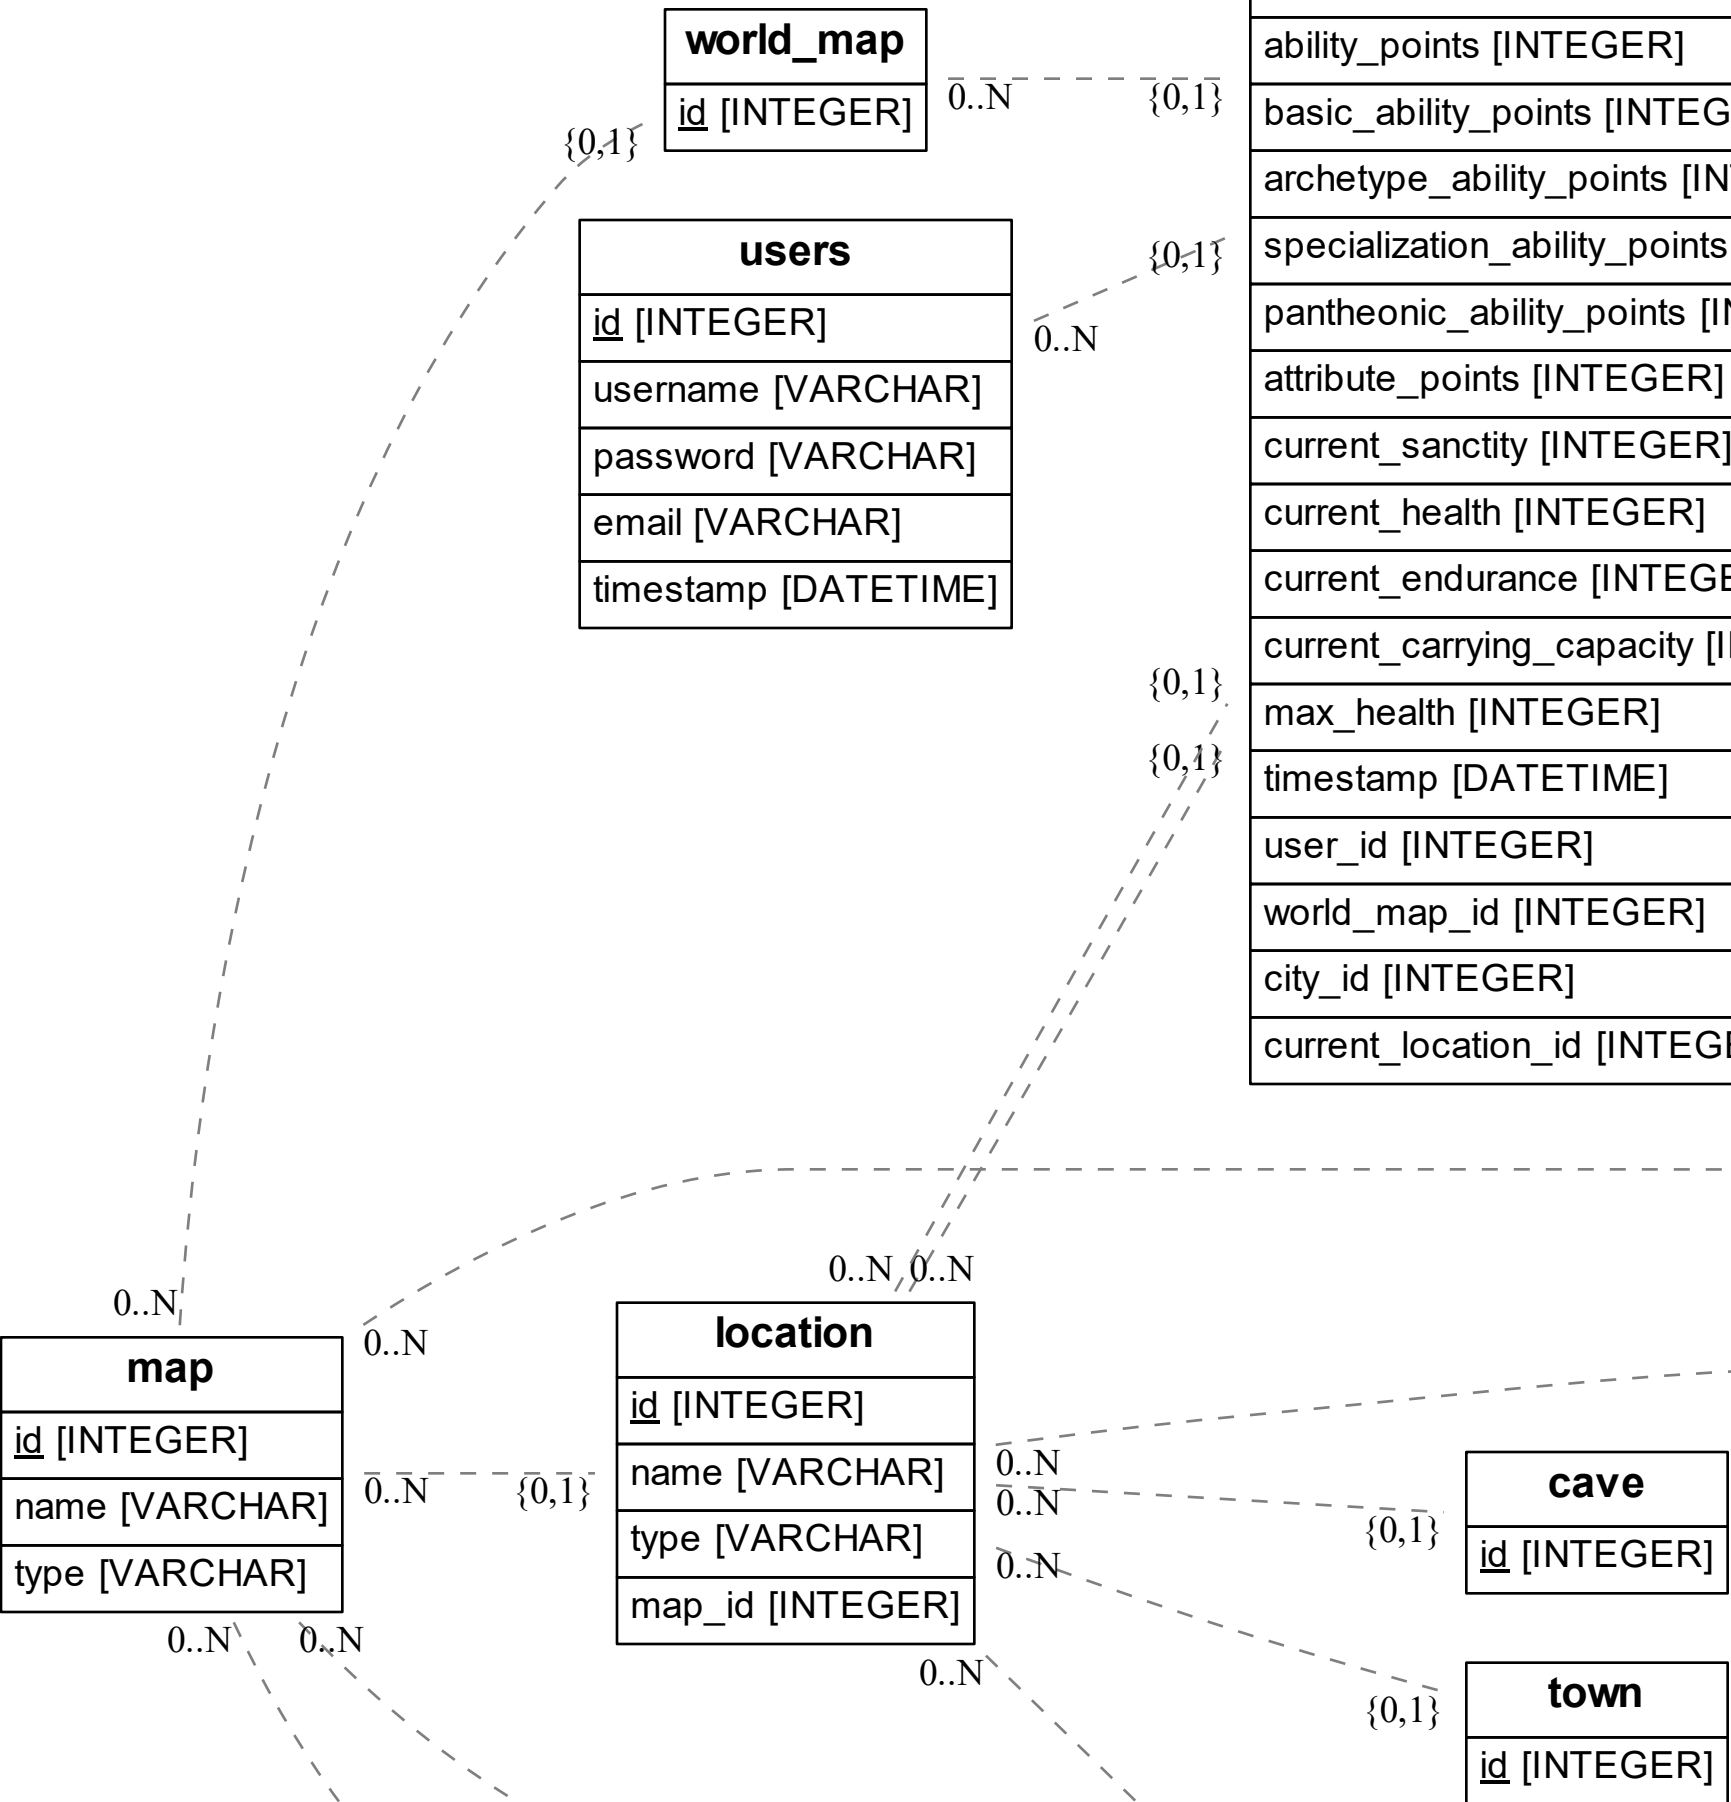 world_map
id [INTEGER]
0..N
{0,1}
{0,1}
users
id [INTEGER]
username [VARCHAR]
password [VARCHAR]
email [VARCHAR]
timestamp [DATETIME]
{0,1}
0..N
ability_points [INTEGER]
basic_ability_points [INTEG
archetype_ability_points [IN
specialization_ability_points
pantheonic_ability_points [IN
attribute_points [INTEGER]
current_sanctity [INTEGER]
current_health [INTEGER]
current_endurance [INTEGE
current_carrying_capacity [I
max_health [INTEGER]
timestamp [DATETIME]
user_id [INTEGER]
world_map_id [INTEGER]
city_id [INTEGER]
current_location_id [INTEGE
{0,1}
{0,1}
0..N 0..N
0..N
map
id [INTEGER]
name [VARCHAR]
type [VARCHAR]
0..N
0..N
{0,1}
0..N
0..N
location
id [INTEGER]
name [VARCHAR]
type [VARCHAR]
map_id [INTEGER]
0..N
0..N
0..N
0..N
{0,1}
cave
id [INTEGER]
{0,1}
town
id [INTEGER]